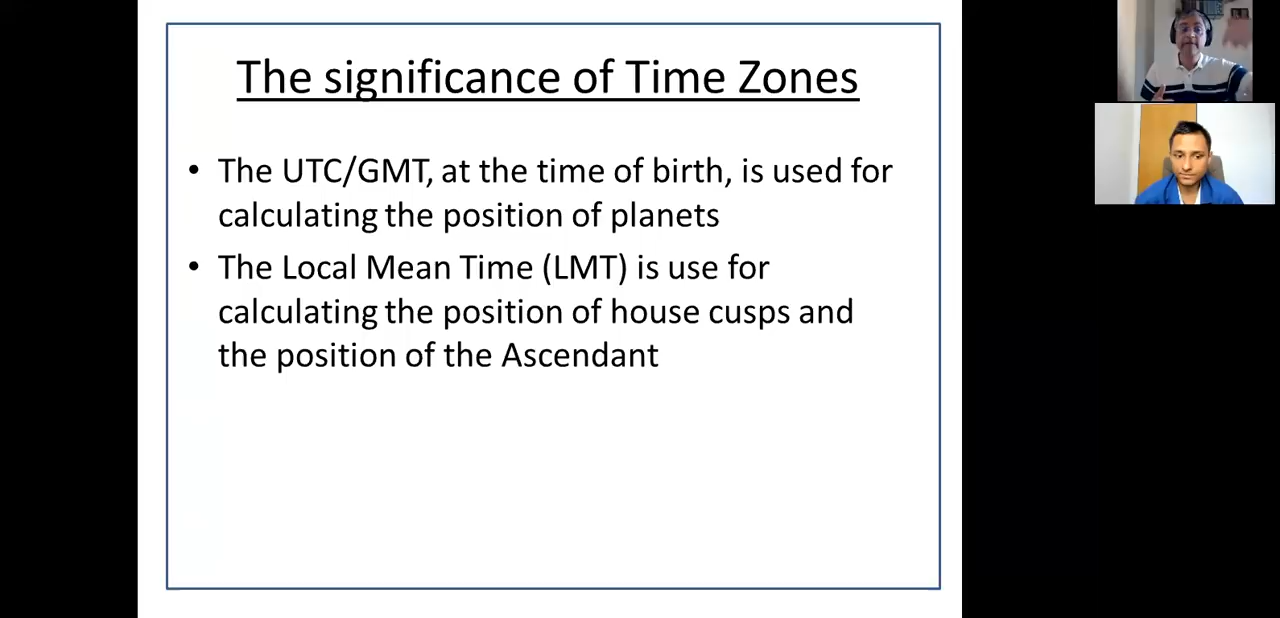 The significance of Time Zones
• The UTC/GMT, at the time of birth, is used for
calculating the position of planets
• The Local Mean Time (LMT) is use for
calculating the position of house cusps and
the position of the Ascendant